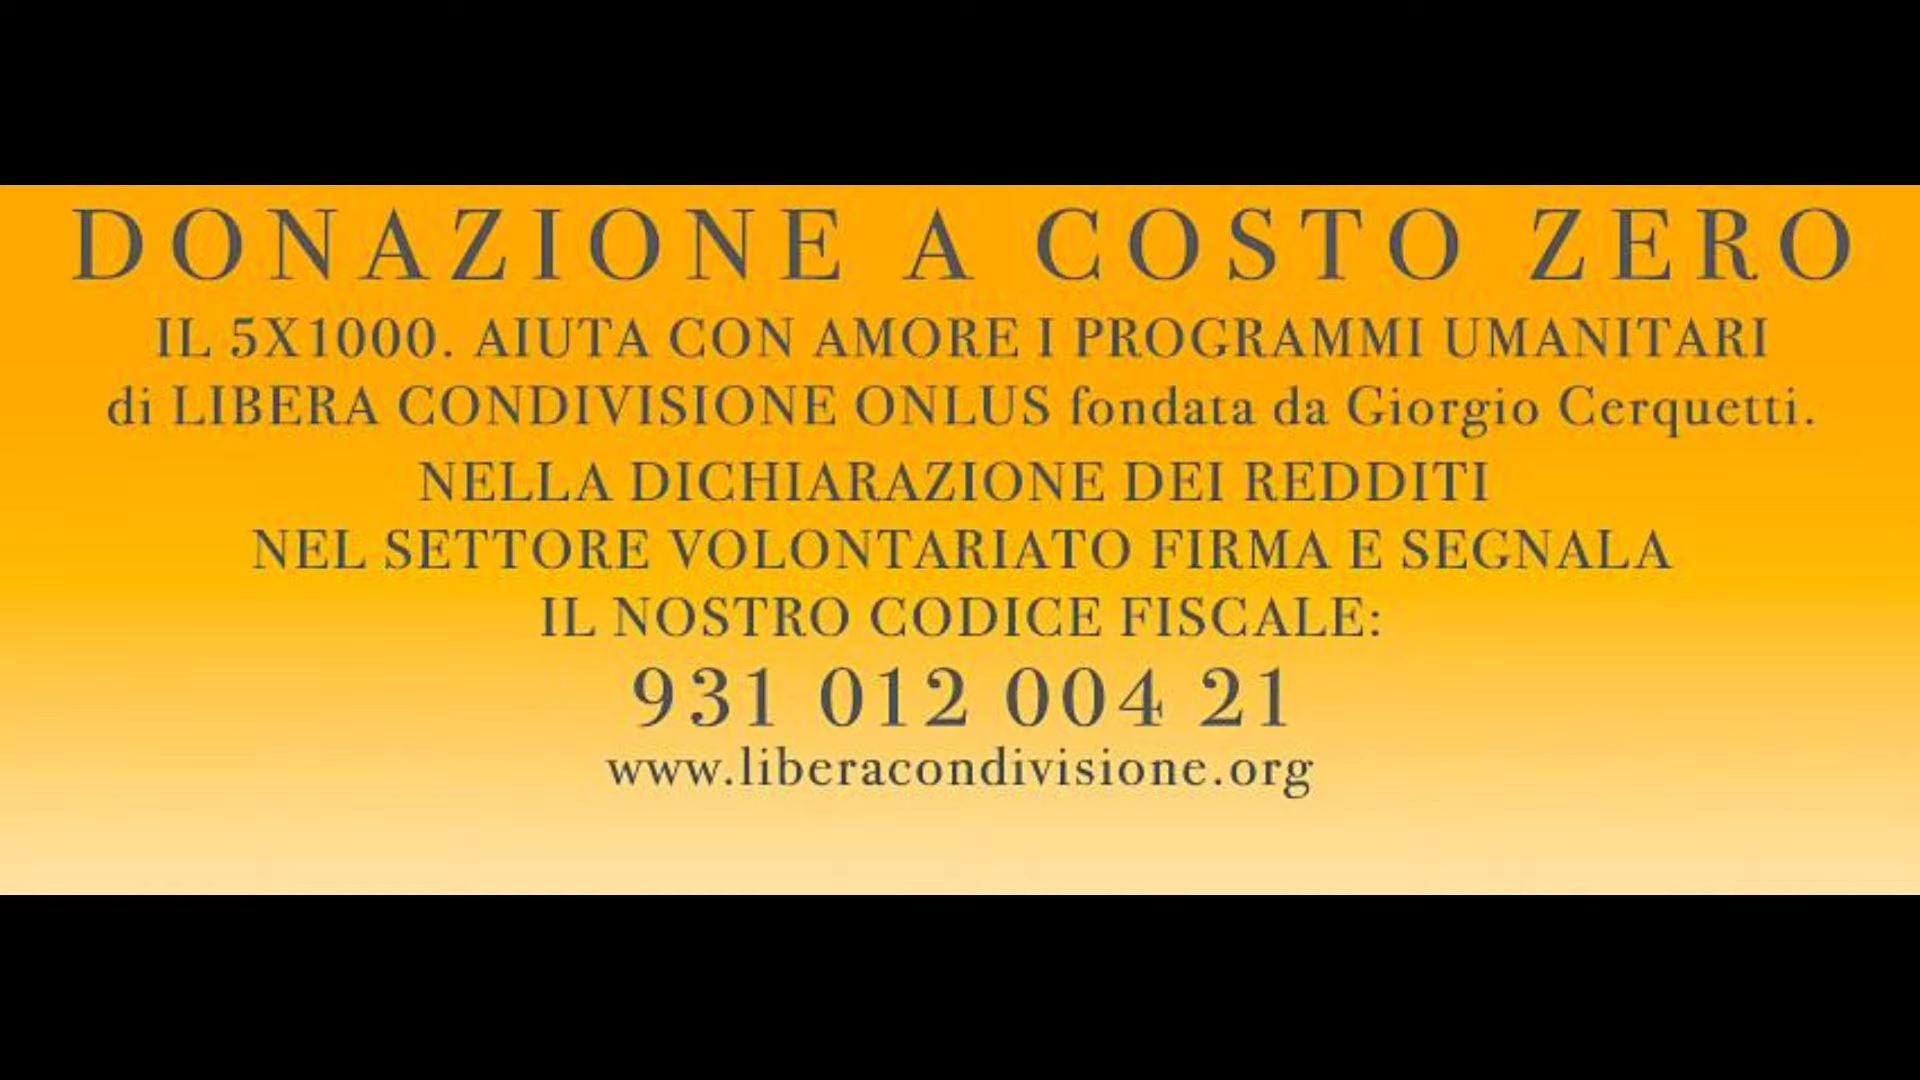 DONAZIONE A COSTO ZERO
IL 5X1000. AIUTA CON AMORE I PROGRAMMI UMANITARI
di LIBERA CONDIVISIONE ONLUS fondata da Giorgio Cerquetti.
NELLA DICHIARAZIONE DEI REDDITI
NEL SETTORE VOLONTARIATO FIRMA E SEGNALA
IL NOSTRO CODICE FISCALE:
931 012 004 21
www.liberacondivisione.org